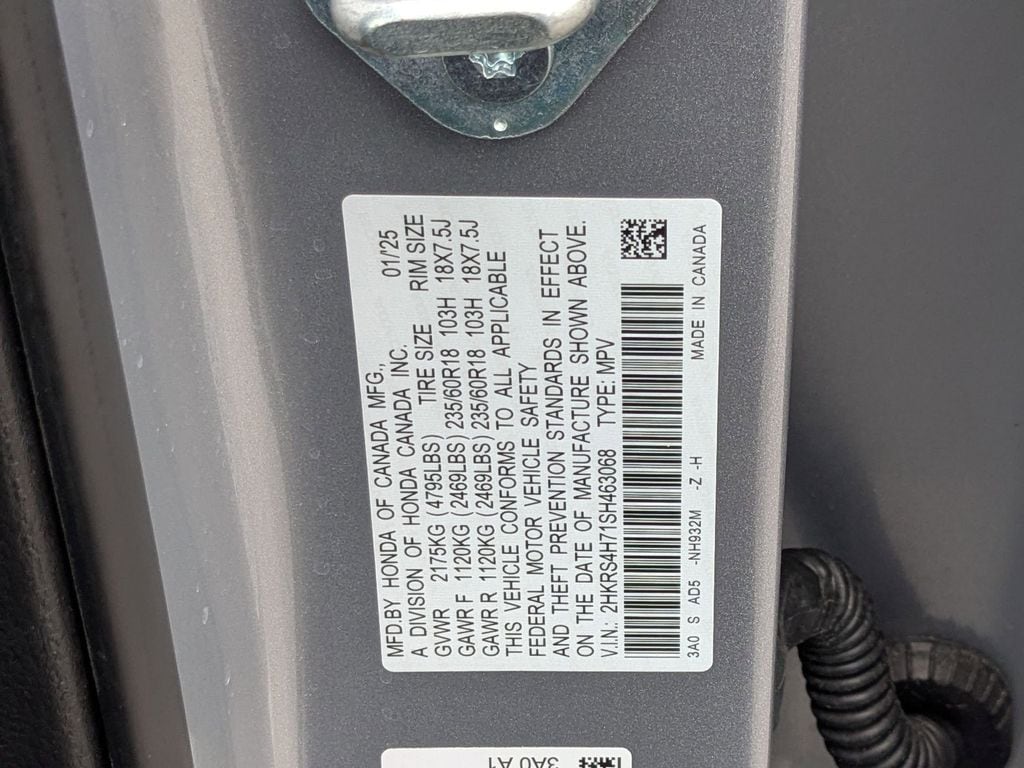 MFD.BY HONDA OF CANADA MFG., 01/25
A DIVISION OF HONDA CANADA INC.
GVWR 2175KG (4795LBS) TIRE SIZE RIM SIZE
GAWR F 1120KG (2469LBS) 235/60R18 103H 18X7.5J
GAWR R 1120KG (2469LBS) 235/60R18 103H 18X7.5J
THIS VEHICLE CONFORMS TO ALL APPLICABLE
FEDERAL MOTOR VEHICLE SAFETY
AND THEFT PREVENTION STANDARDS IN EFFECT
ON THE DATE OF MANUFACTURE SHOWN ABOVE.
V.I.N.: 2HKRS4H71SH463068 TYPE: MPV
3A0 S AD5 -NH932M -Z -H MADE IN CANADA
3A0 A1